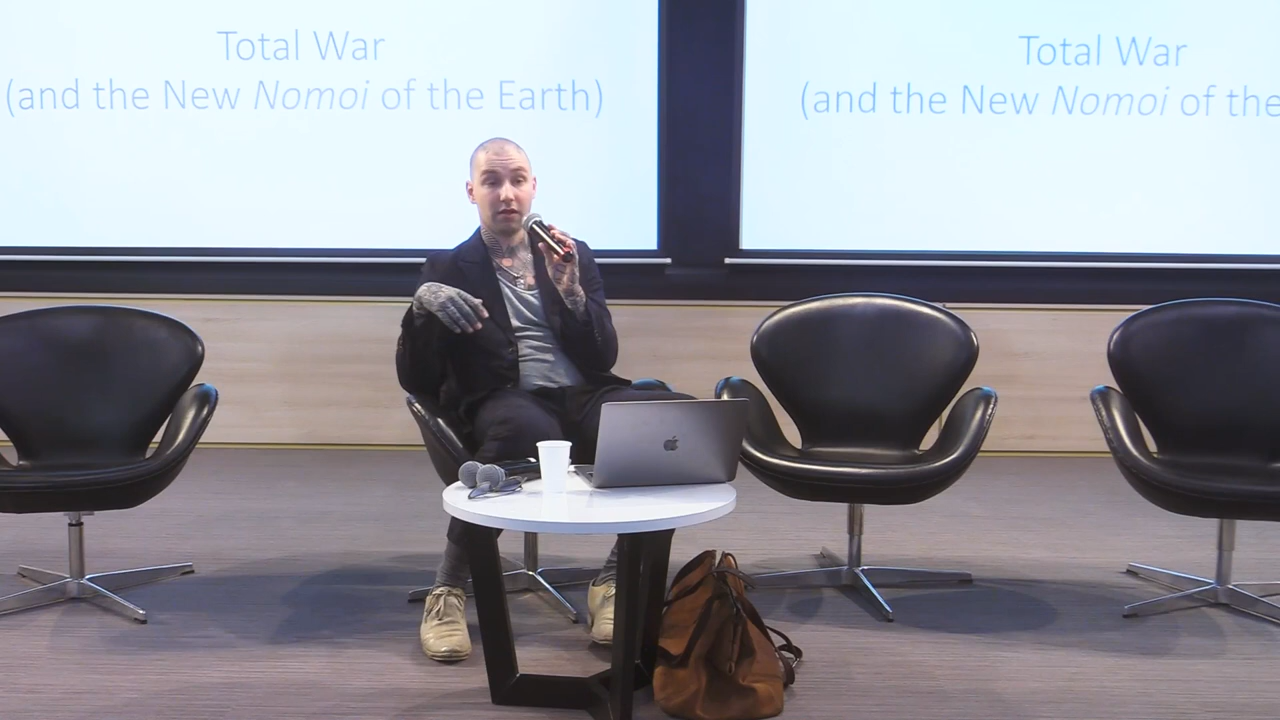 Total War
(and the New Nomoi of the Earth)
Total War
(and the New Nomoi of the